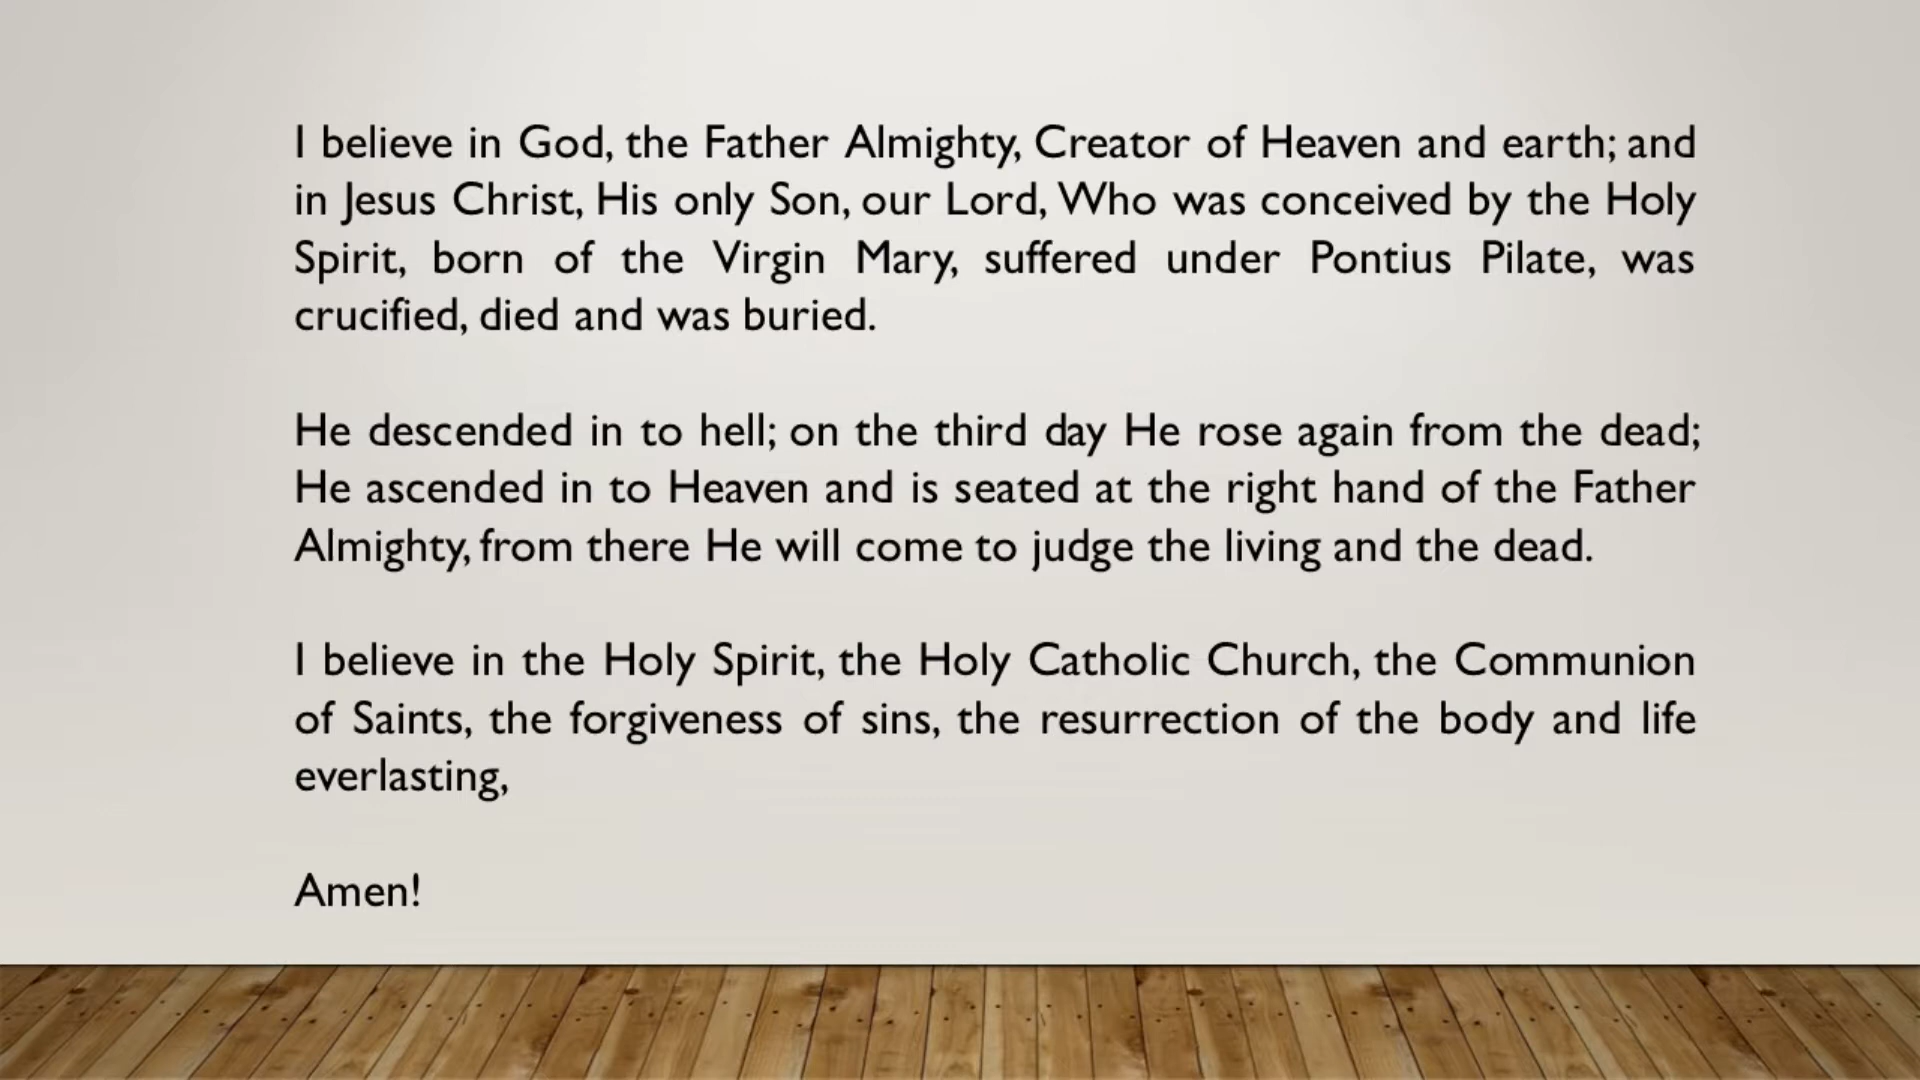 I believe in God, the Father Almighty, Creator of Heaven and earth; and
in Jesus Christ, His only Son, our Lord, Who was conceived by the Holy
Spirit, born of the Virgin Mary, suffered under Pontius Pilate, was
crucified, died and was buried.
He descended in to hell; on the third day He rose again from the dead;
He ascended in to Heaven and is seated at the right hand of the Father
Almighty, from there He will come to judge the living and the dead.
I believe in the Holy Spirit, the Holy Catholic Church, the Communion
of Saints, the forgiveness of sins, the resurrection of the body and life
everlasting,
Amen!